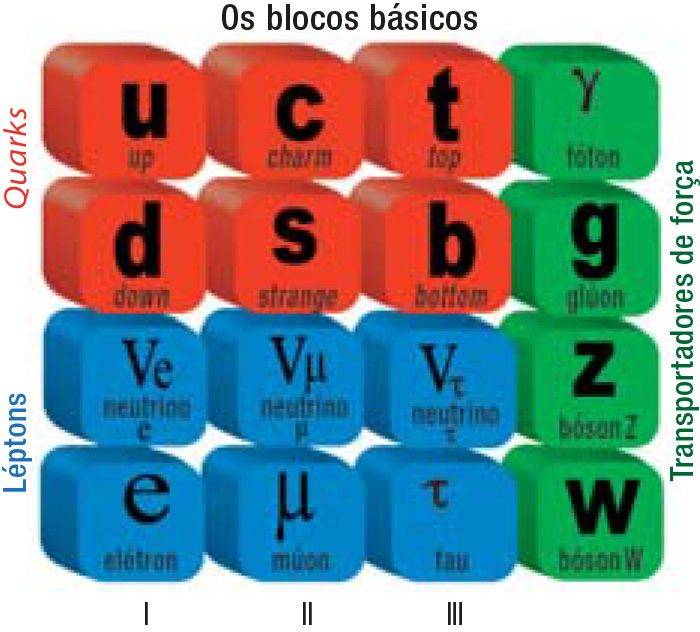 Os blocos básicos
Quarks
u
up
c
charm
t
top
γ
fóton
d
down
s
strange
b
bottom
g
glúon
Léptons
Ve
neutrino
e
Vμ
neutrino
μ
Vτ
neutrino
τ
Z
bóson Z
e
elétron
μ
múon
τ
tau
W
bóson W
Transportadores de força
I
II
III